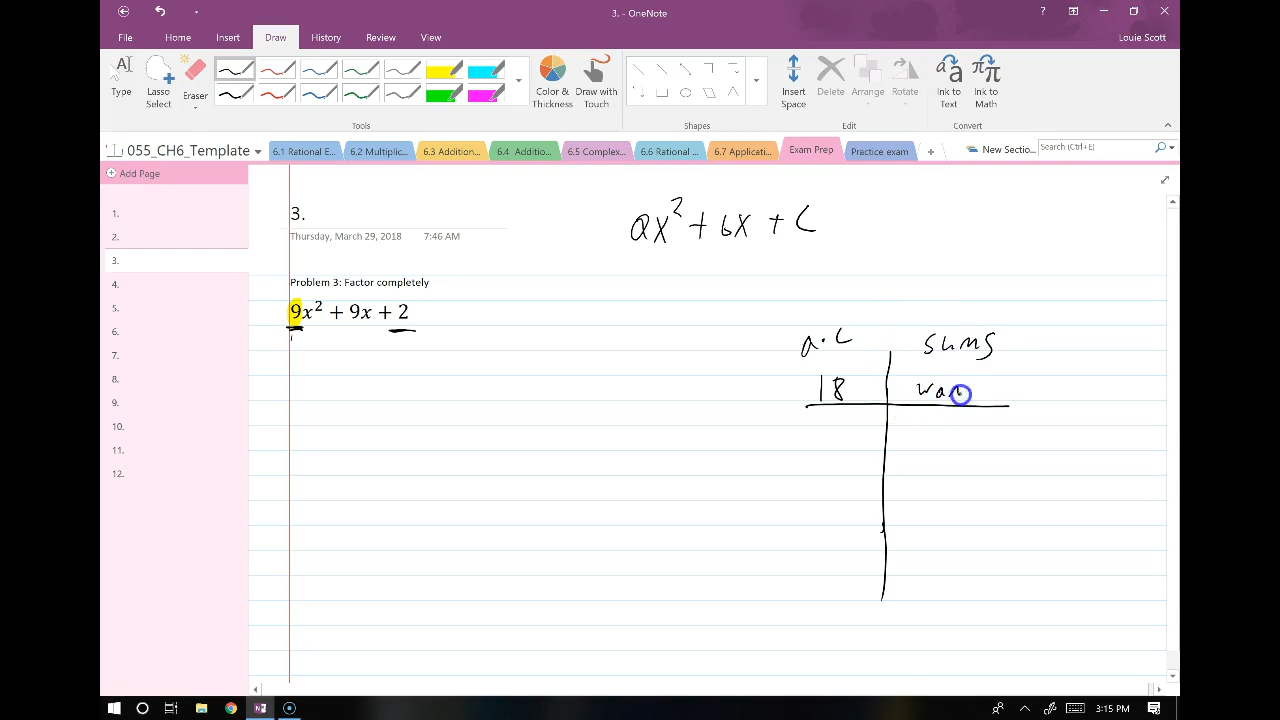 3. - OneNote
?
File Home Insert Draw History Review View Louie Scott
Type Lasso Select Eraser Color & Thickness Draw with Touch Insert Space Delete Arrange Rotate Ink to Text Ink to Math
Tools Shapes Edit Convert
055_CH6_Template 6.1 Rational E... 6.2 Multiplic... 6.3 Addition... 6.4 Additio... 6.5 Complex... 6.6 Rational ... 6.7 Applicati... Exam Prep Practice exam New Sectio... Search (Ctrl+E)
Add Page
1.
2.
3.
4.
5.
6.
7.
8.
9.
10.
11.
12.
3.
Thursday, March 29, 2018 7:46 AM
ax² + bx + c
Problem 3: Factor completely
9x² + 9x + 2
a·c sums
18 wan
3:15 PM